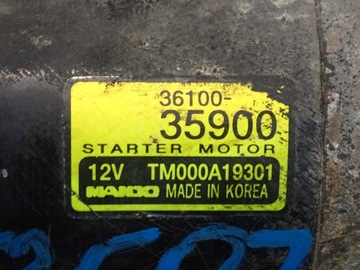 36100-
35900
STARTER MOTOR
12V TM000A19301
MANDO MADE IN KOREA